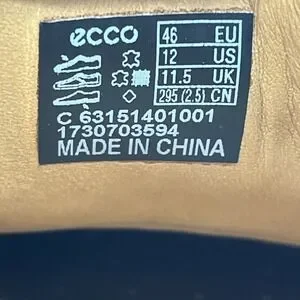 ecco
46 EU
12 US
11.5 UK
295 (2.5) CN
C 63151401001
1730703594
MADE IN CHINA